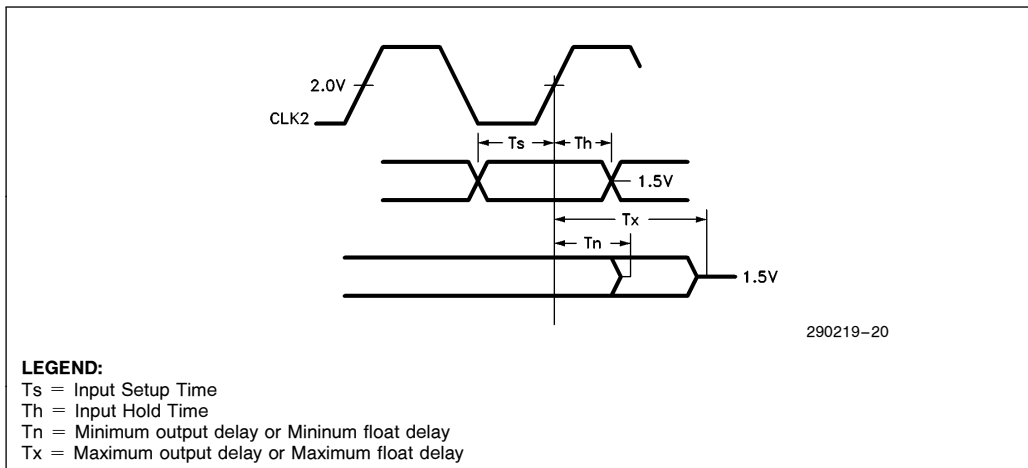 2.0V
CLK2
Ts
Th
1.5V
Tx
Tn
1.5V
290219–20
LEGEND:
Ts = Input Setup Time
Th = Input Hold Time
Tn = Minimum output delay or Mininum float delay
Tx = Maximum output delay or Maximum float delay